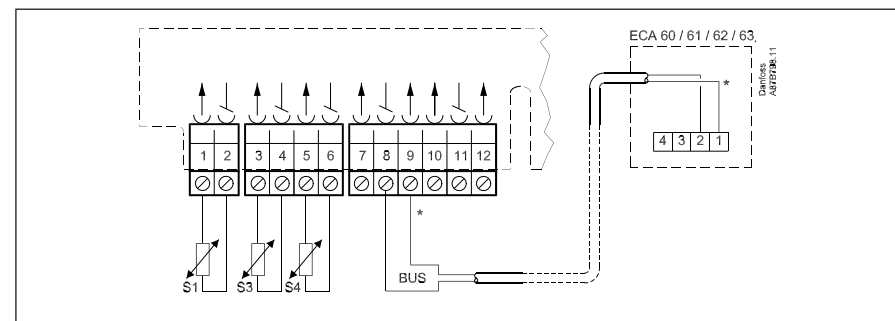 ECA 60 / 61 / 62 / 63
Danfoss
A87B798.11
*
1 2 3 4 5 6 7 8 9 10 11 12
4 3 2 1
*
S1 S3 S4 BUS